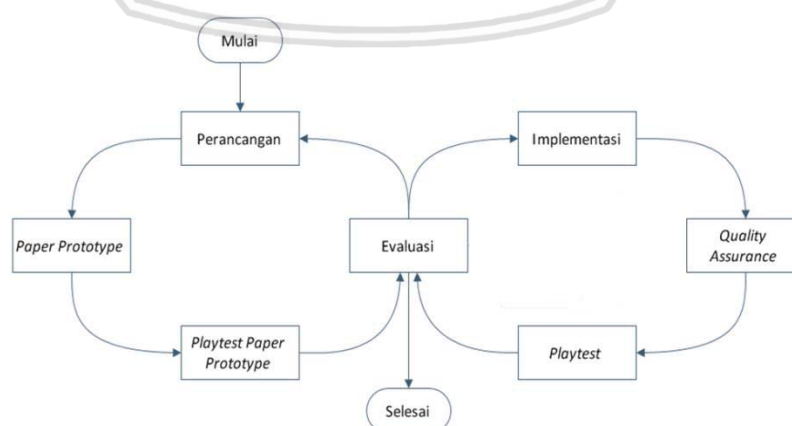 Mulai
Perancangan
Implementasi
Paper Prototype
Evaluasi
Quality
Assurance
Playtest Paper
Prototype
Playtest
Selesai